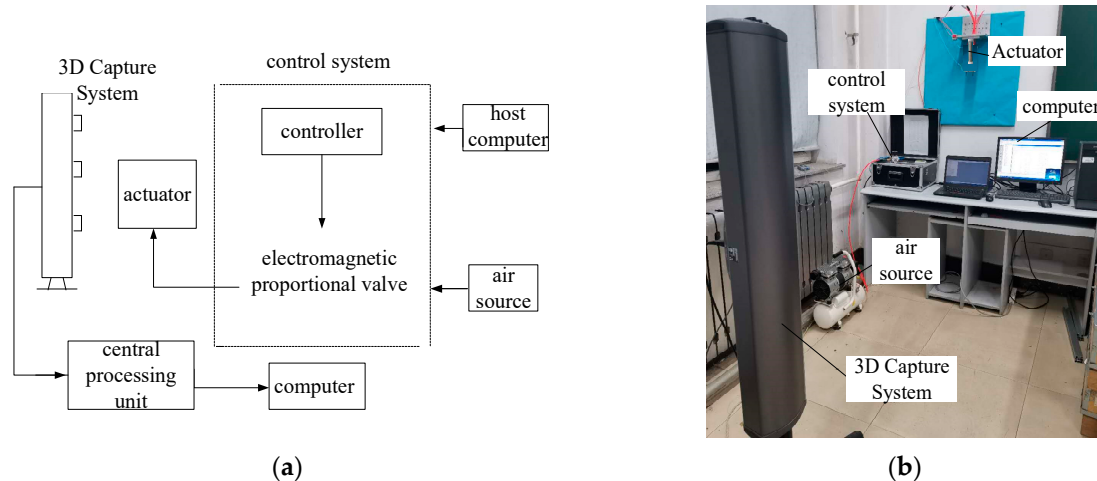 3D Capture
System
control system
controller
host
computer
actuator
electromagnetic
proportional valve
air
source
central
processing
unit
computer
(a)
Actuator
control
system
computer
air
source
3D Capture
System
(b)